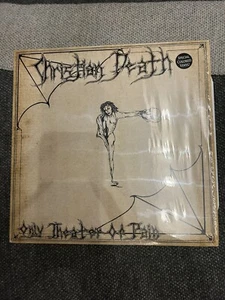 Christian Death
Only Theatre Of Pain